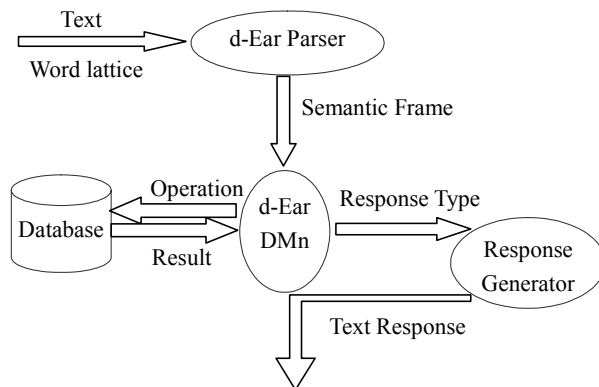 Text
d-Ear Parser
Word lattice
Semantic Frame
Operation
d-Ear
DMn
Response Type
Database
Result
Response
Generator
Text Response